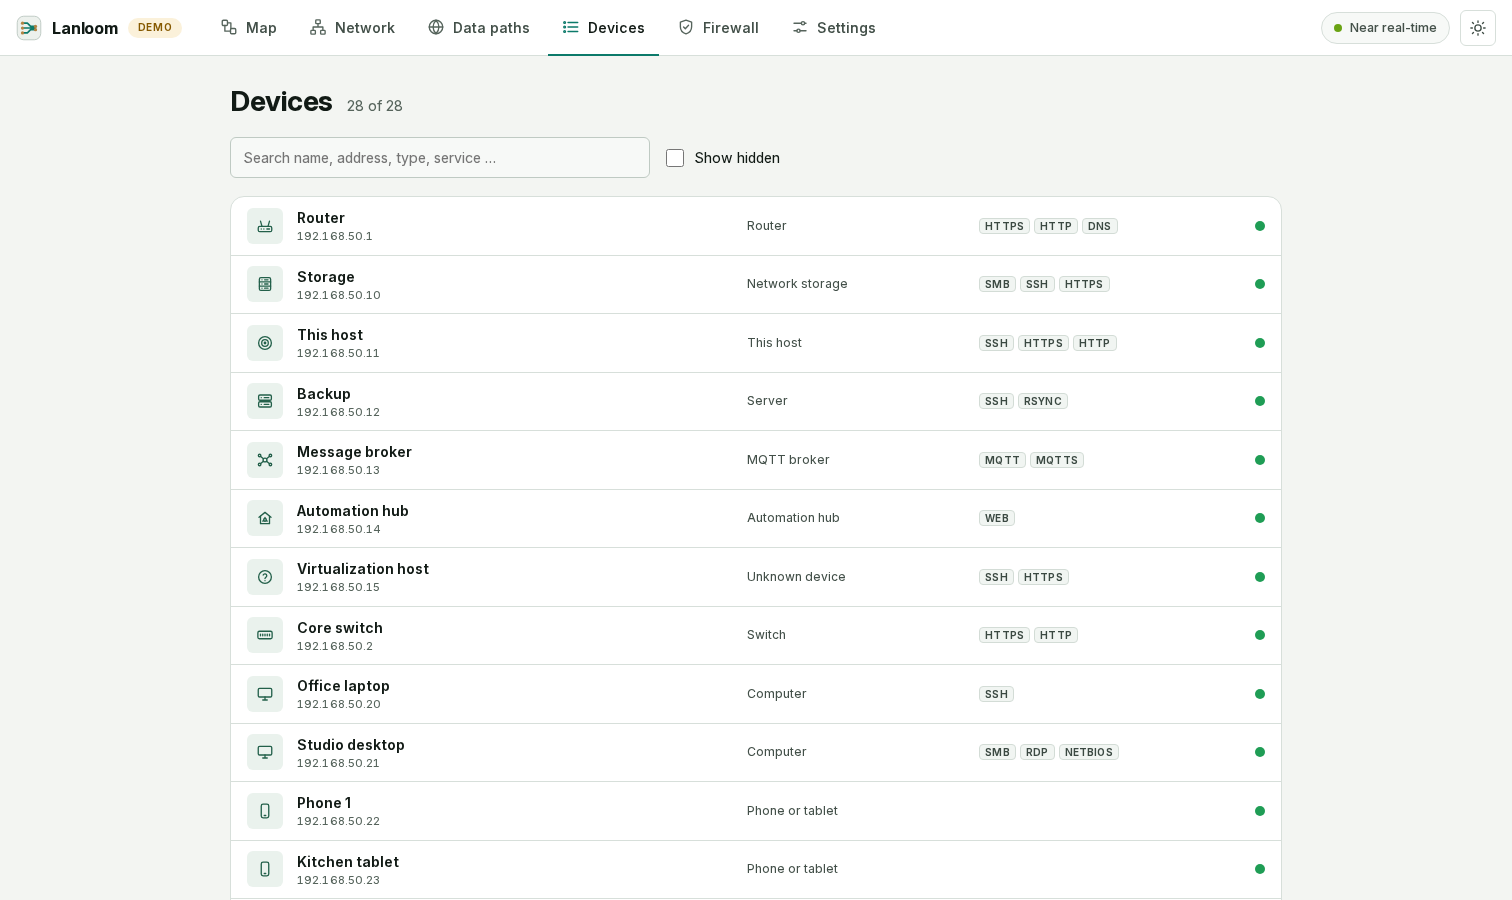 Lanloom DEMO Map Network Data paths Devices Firewall Settings Near real-time
Devices 28 of 28
Search name, address, type, service ... Show hidden
Router
192.168.50.1
Router
HTTPS HTTP DNS
Storage
192.168.50.10
Network storage
SMB SSH HTTPS
This host
192.168.50.11
This host
SSH HTTPS HTTP
Backup
192.168.50.12
Server
SSH RSYNC
Message broker
192.168.50.13
MQTT broker
MQTT MQTTS
Automation hub
192.168.50.14
Automation hub
WEB
Virtualization host
192.168.50.15
Unknown device
SSH HTTPS
Core switch
192.168.50.2
Switch
HTTPS HTTP
Office laptop
192.168.50.20
Computer
SSH
Studio desktop
192.168.50.21
Computer
SMB RDP NETBIOS
Phone 1
192.168.50.22
Phone or tablet
Kitchen tablet
192.168.50.23
Phone or tablet